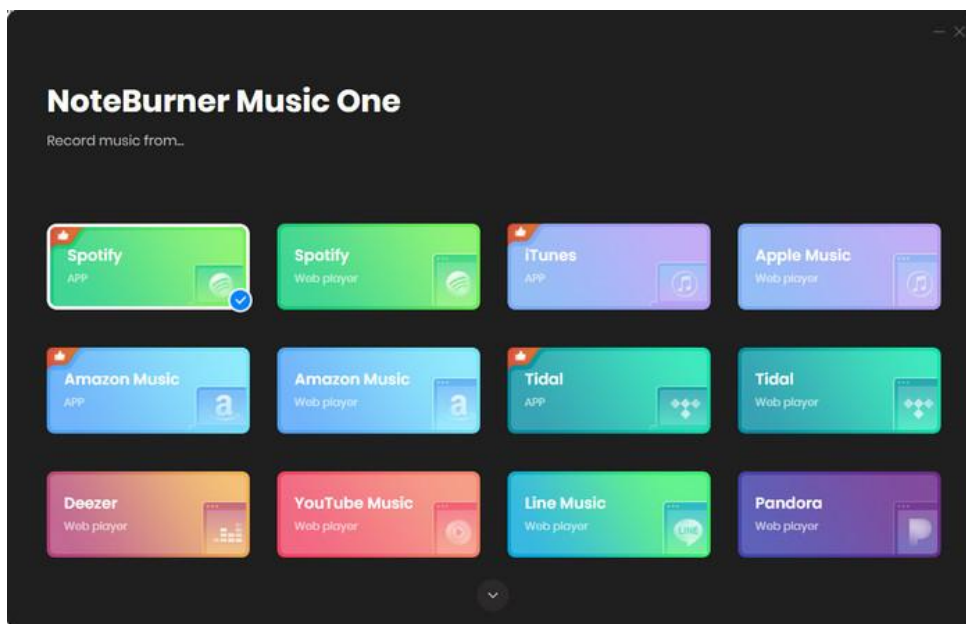 NoteBurner Music One
Record music from...
Spotify
APP
Spotify
Web player
iTunes
APP
Apple Music
Web player
Amazon Music
APP
a
Amazon Music
Web player
a
Tidal
APP
Tidal
Web player
Deezer
Web player
YouTube Music
Web player
Line Music
Web player
LINE
Pandora
Web player